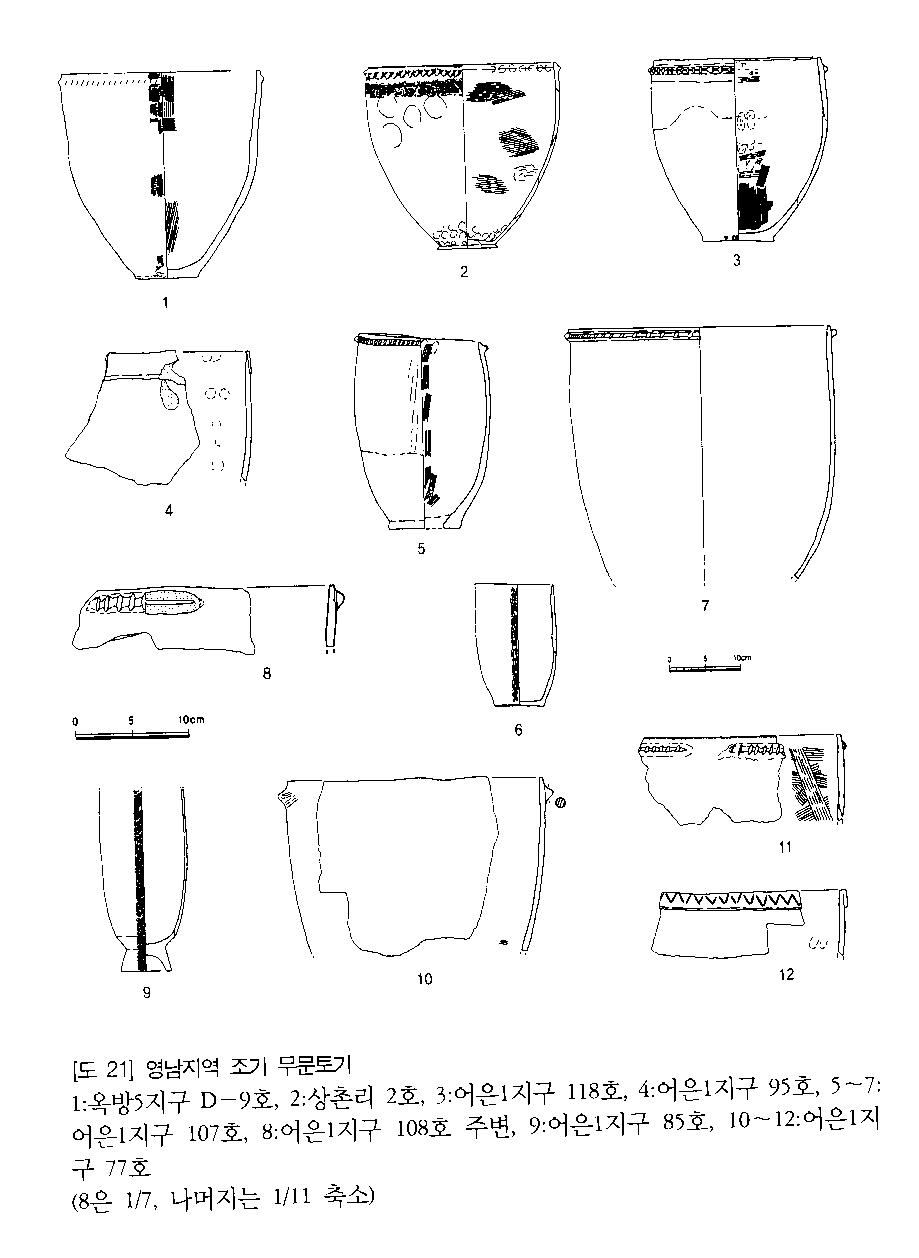 1
2
3
4
5
6
7
0 5 10cm
8
0 5 10cm
9
10
11
12
[도 21] 영남지역 조기 무문토기
1:옥방5지구 D-9호, 2:상촌리 2호, 3:어은1지구 118호, 4:어은1지구 95호, 5~7:
어은1지구 107호, 8:어은1지구 108호 주변, 9:어은1지구 85호, 10~12:어은1지
구 77호
(8은 1/7, 나머지는 1/11 축소)